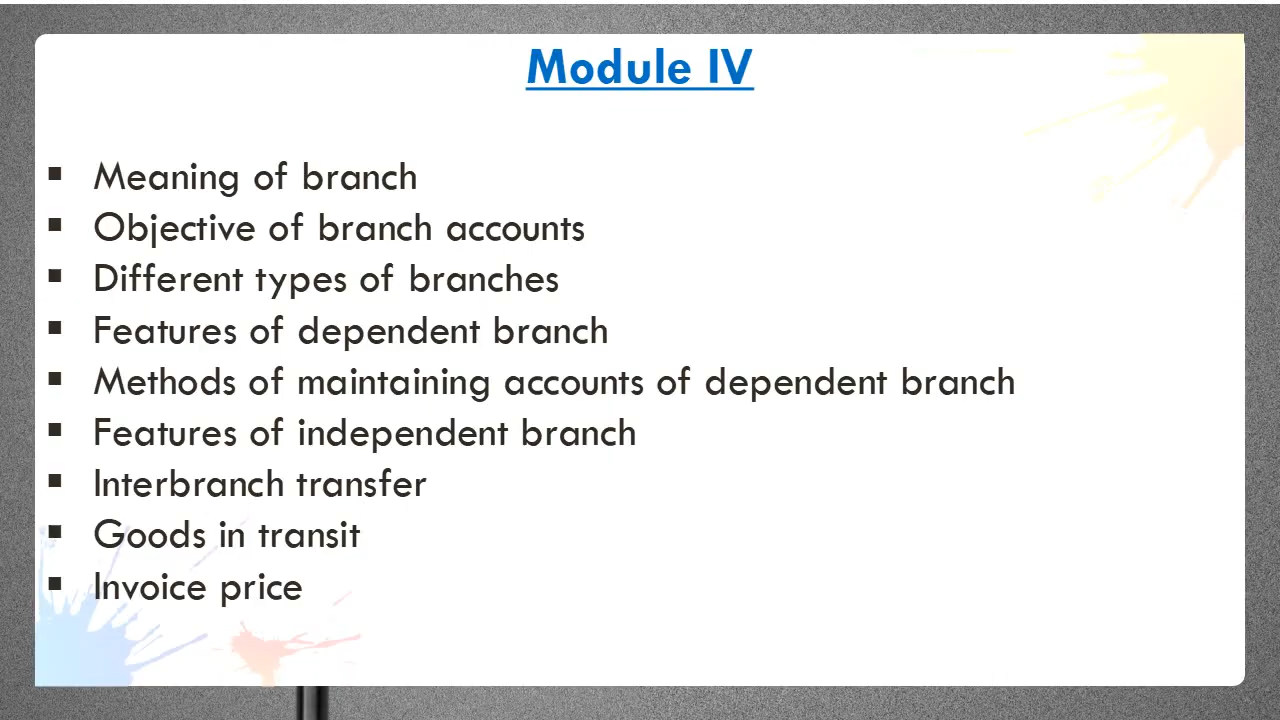 Module IV
▪ Meaning of branch
▪ Objective of branch accounts
▪ Different types of branches
▪ Features of dependent branch
▪ Methods of maintaining accounts of dependent branch
▪ Features of independent branch
▪ Interbranch transfer
▪ Goods in transit
▪ Invoice price